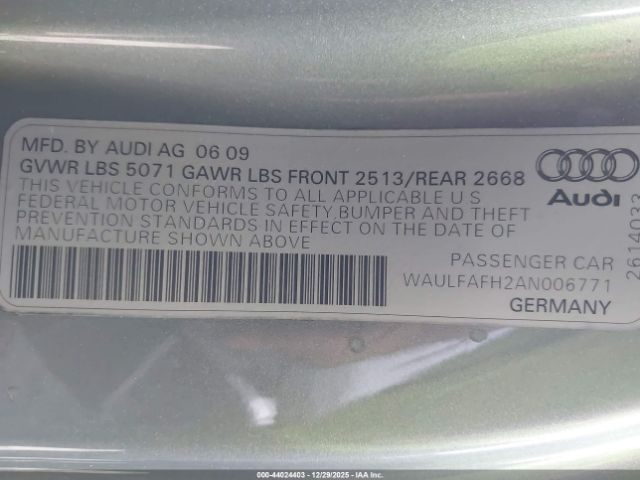 MFD. BY AUDI AG 06 09
GVWR LBS 5071 GAWR LBS FRONT 2513/REAR 2668
THIS VEHICLE CONFORMS TO ALL APPLICABLE U S
FEDERAL MOTOR VEHICLE SAFETY, BUMPER AND THEFT
PREVENTION STANDARDS IN EFFECT ON THE DATE OF
MANUFACTURE SHOWN ABOVE
Audi
PASSENGER CAR
WAULFAFH2AN006771
GERMANY
2614033
000-44024403 - 12/29/2025 - IAA.com